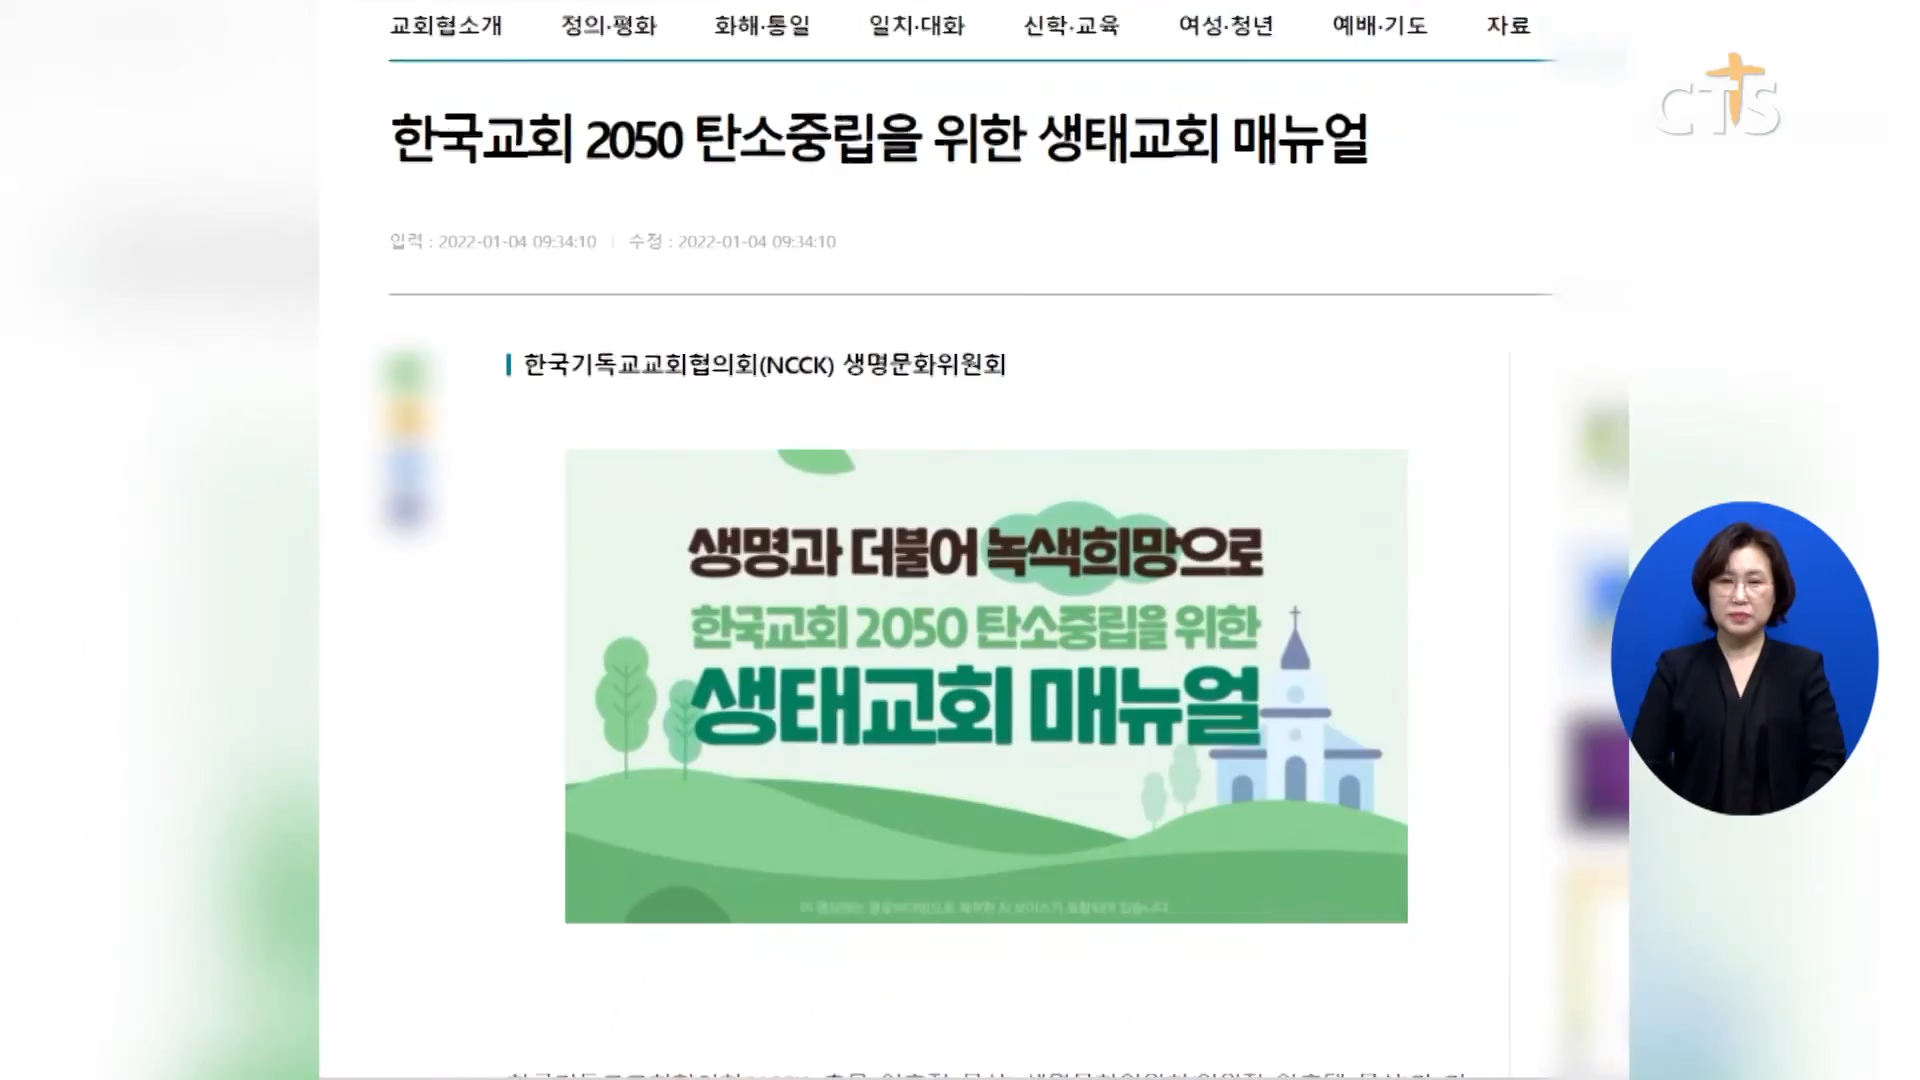 교회협소개 정의·평화 화해·통일 일치·대화 신학·교육 여성·청년 예배·기도 자료
CTS
한국교회 2050 탄소중립을 위한 생태교회 매뉴얼
입력 : 2022-01-04 09:34:10 | 수정 : 2022-01-04 09:34:10
한국기독교교회협의회(NCCK) 생명문화위원회
생명과 더불어 녹색희망으로
한국교회 2050 탄소중립을 위한
생태교회 매뉴얼